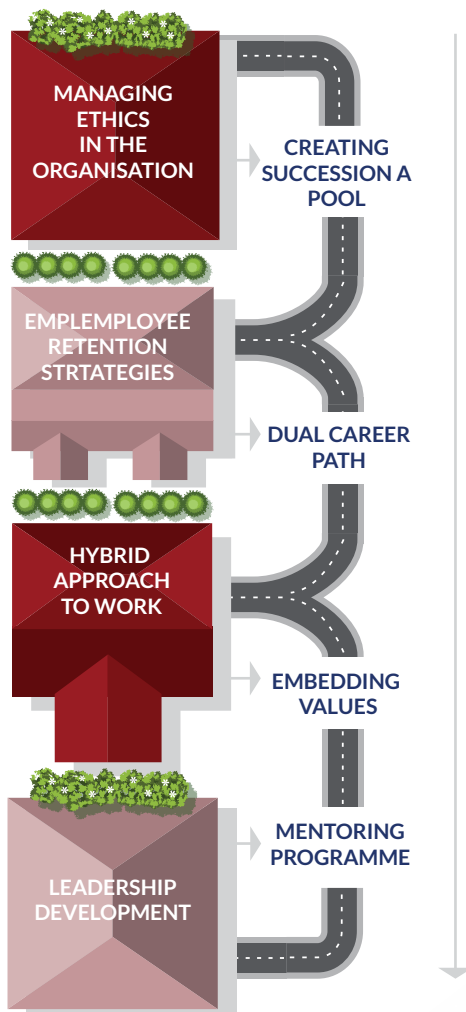 MANAGING
ETHICS
IN THE
ORGANISATION
CREATING
SUCCESSION A
POOL
EMPLEMPLOYEE
RETENTION
STRTATEGIES
DUAL CAREER
PATH
HYBRID
APPROACH
TO WORK
EMBEDDING
VALUES
MENTORING
PROGRAMME
LEADERSHIP
DEVELOPMENT